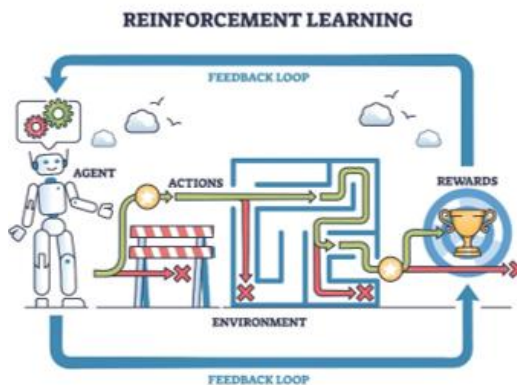 REINFORCEMENT LEARNING
FEEDBACK LOOP
AGENT
ACTIONS
REWARDS
ENVIRONMENT
FEEDBACK LOOP